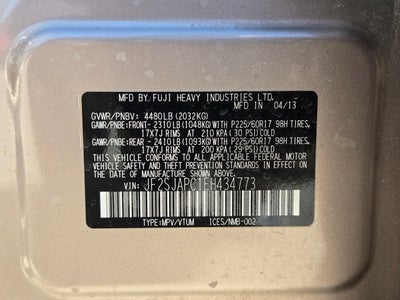 MFD. BY FUJI HEAVY INDUSTRIES LTD.
MFD. IN 04/13
GVWR/PNBV: 4480LB(2032KG)
GAWR/PNBE:FRONT- 2310LB(1048KG)WITH P225/60R17 98H TIRES,
17X7J RIMS AT 210 KPA(30 PSI)COLD
GAWR/PNBE:REAR - 2410LB(1093KG)WITH P225/60R17 98H TIRES,
17X7J RIMS AT 200 KPA(29 PSI)COLD
THIS VEHICLE CONFORMS TO ALL APPLICABLE FEDERAL MOTOR
VEHICLE SAFETY AND THEFT PREVENTION STANDARDS IN EFFECT
ON THE DATE OF MANUFACTURE SHOWN ABOVE.
VIN: JF2SJAPC1EH434773
TYPE:MPV/VTUM ICES/NMB-002